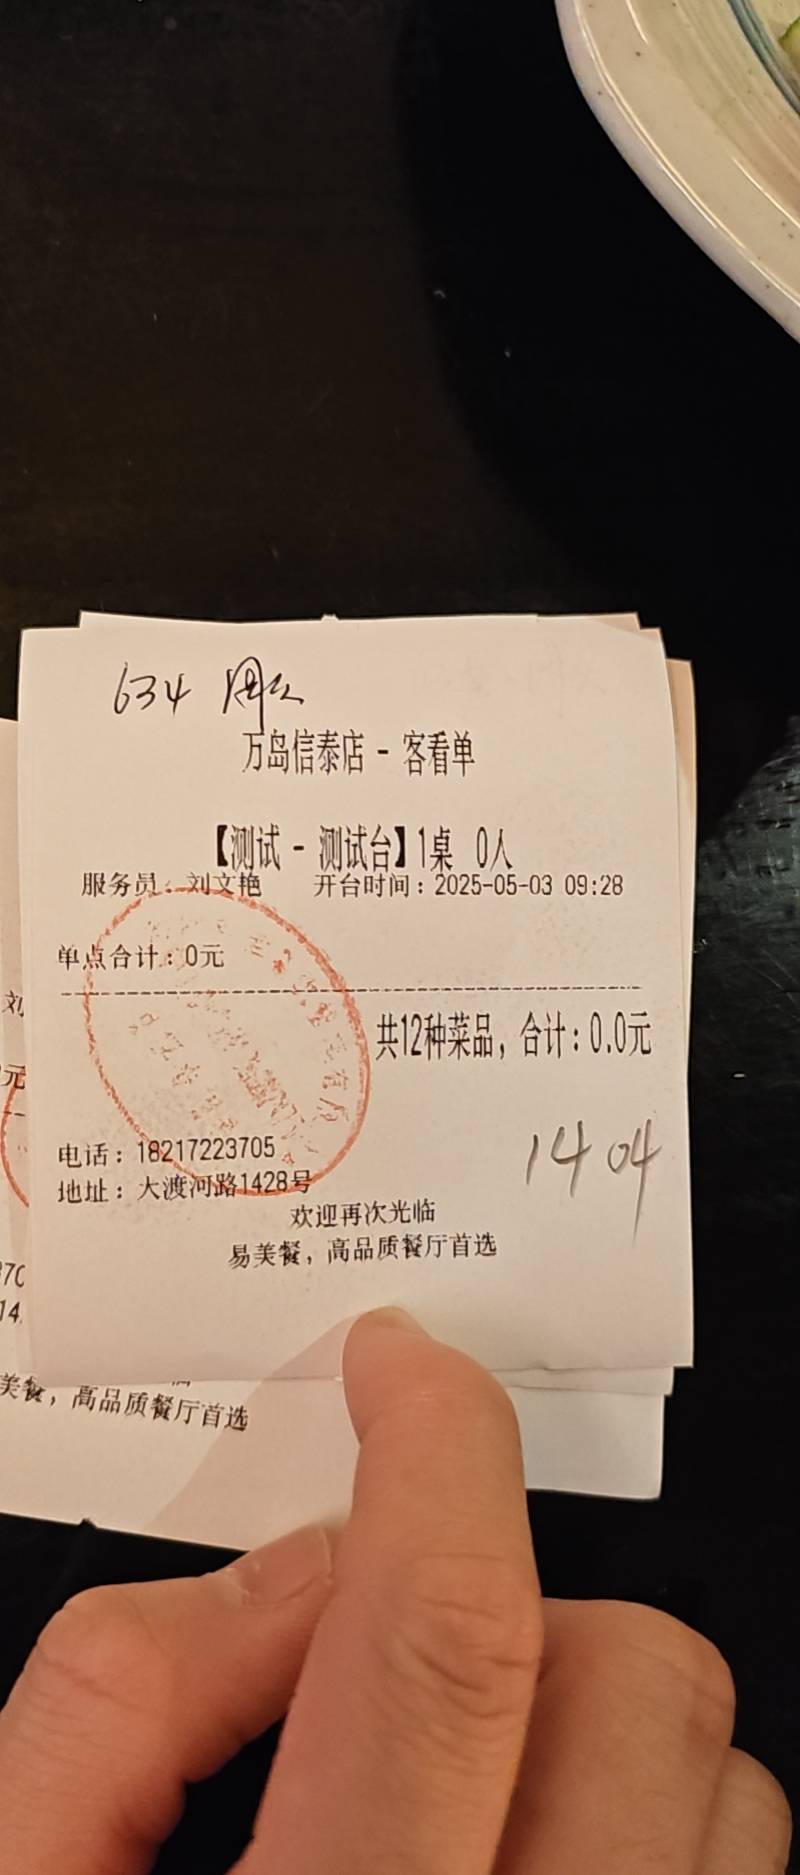 634
万岛信泰店 - 客看单
【测试 - 测试台】1桌 0人
服务员：刘文艳 开台时间：2025-05-03 09:28
单点合计：0元
共12种菜品，合计：0.0元
1404
电话：18217223705
地址：大渡河路1428号
欢迎再次光临
易美餐，高品质餐厅首选
刘
元
370
14
美餐，高品质餐厅首选